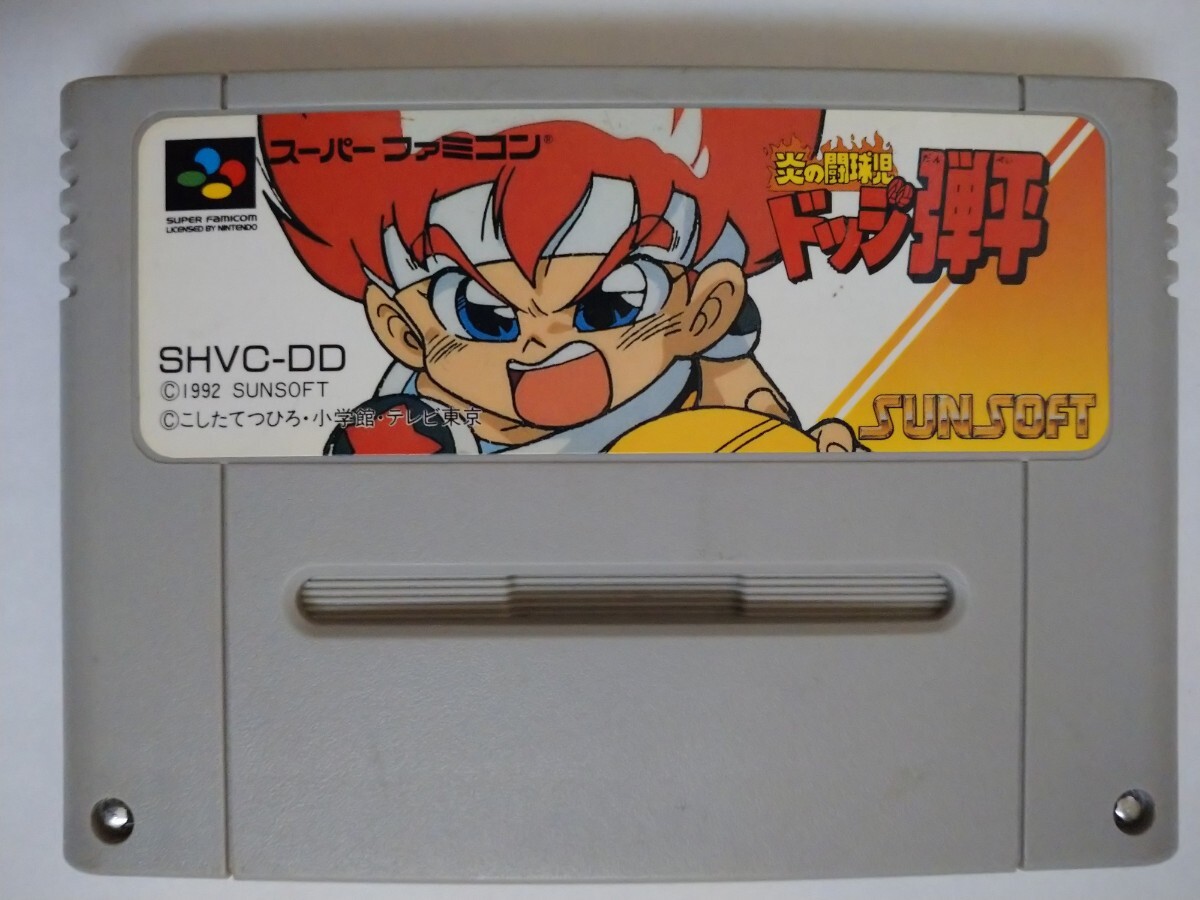 スーパーファミコン®
SUPER FAMICOM
LICENSED BY NINTENDO
炎の闘球児
ドッジ弾平
だんぺい
SHVC-DD
©1992 SUNSOFT
©こしたてつひろ・小学館・テレビ東京
SUNSOFT